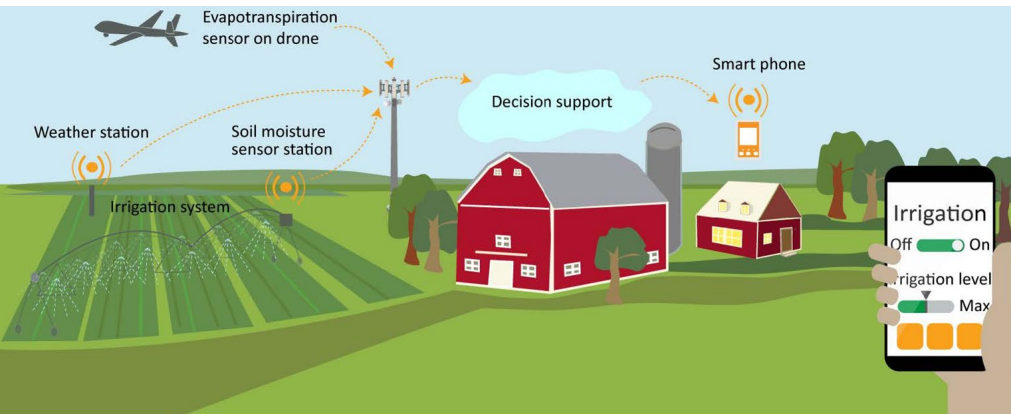 Evapotranspiration
sensor on drone
Smart phone
Decision support
Weather station
Soil moisture
sensor station
Irrigation system
Irrigation
Off On
rrigation level
Max